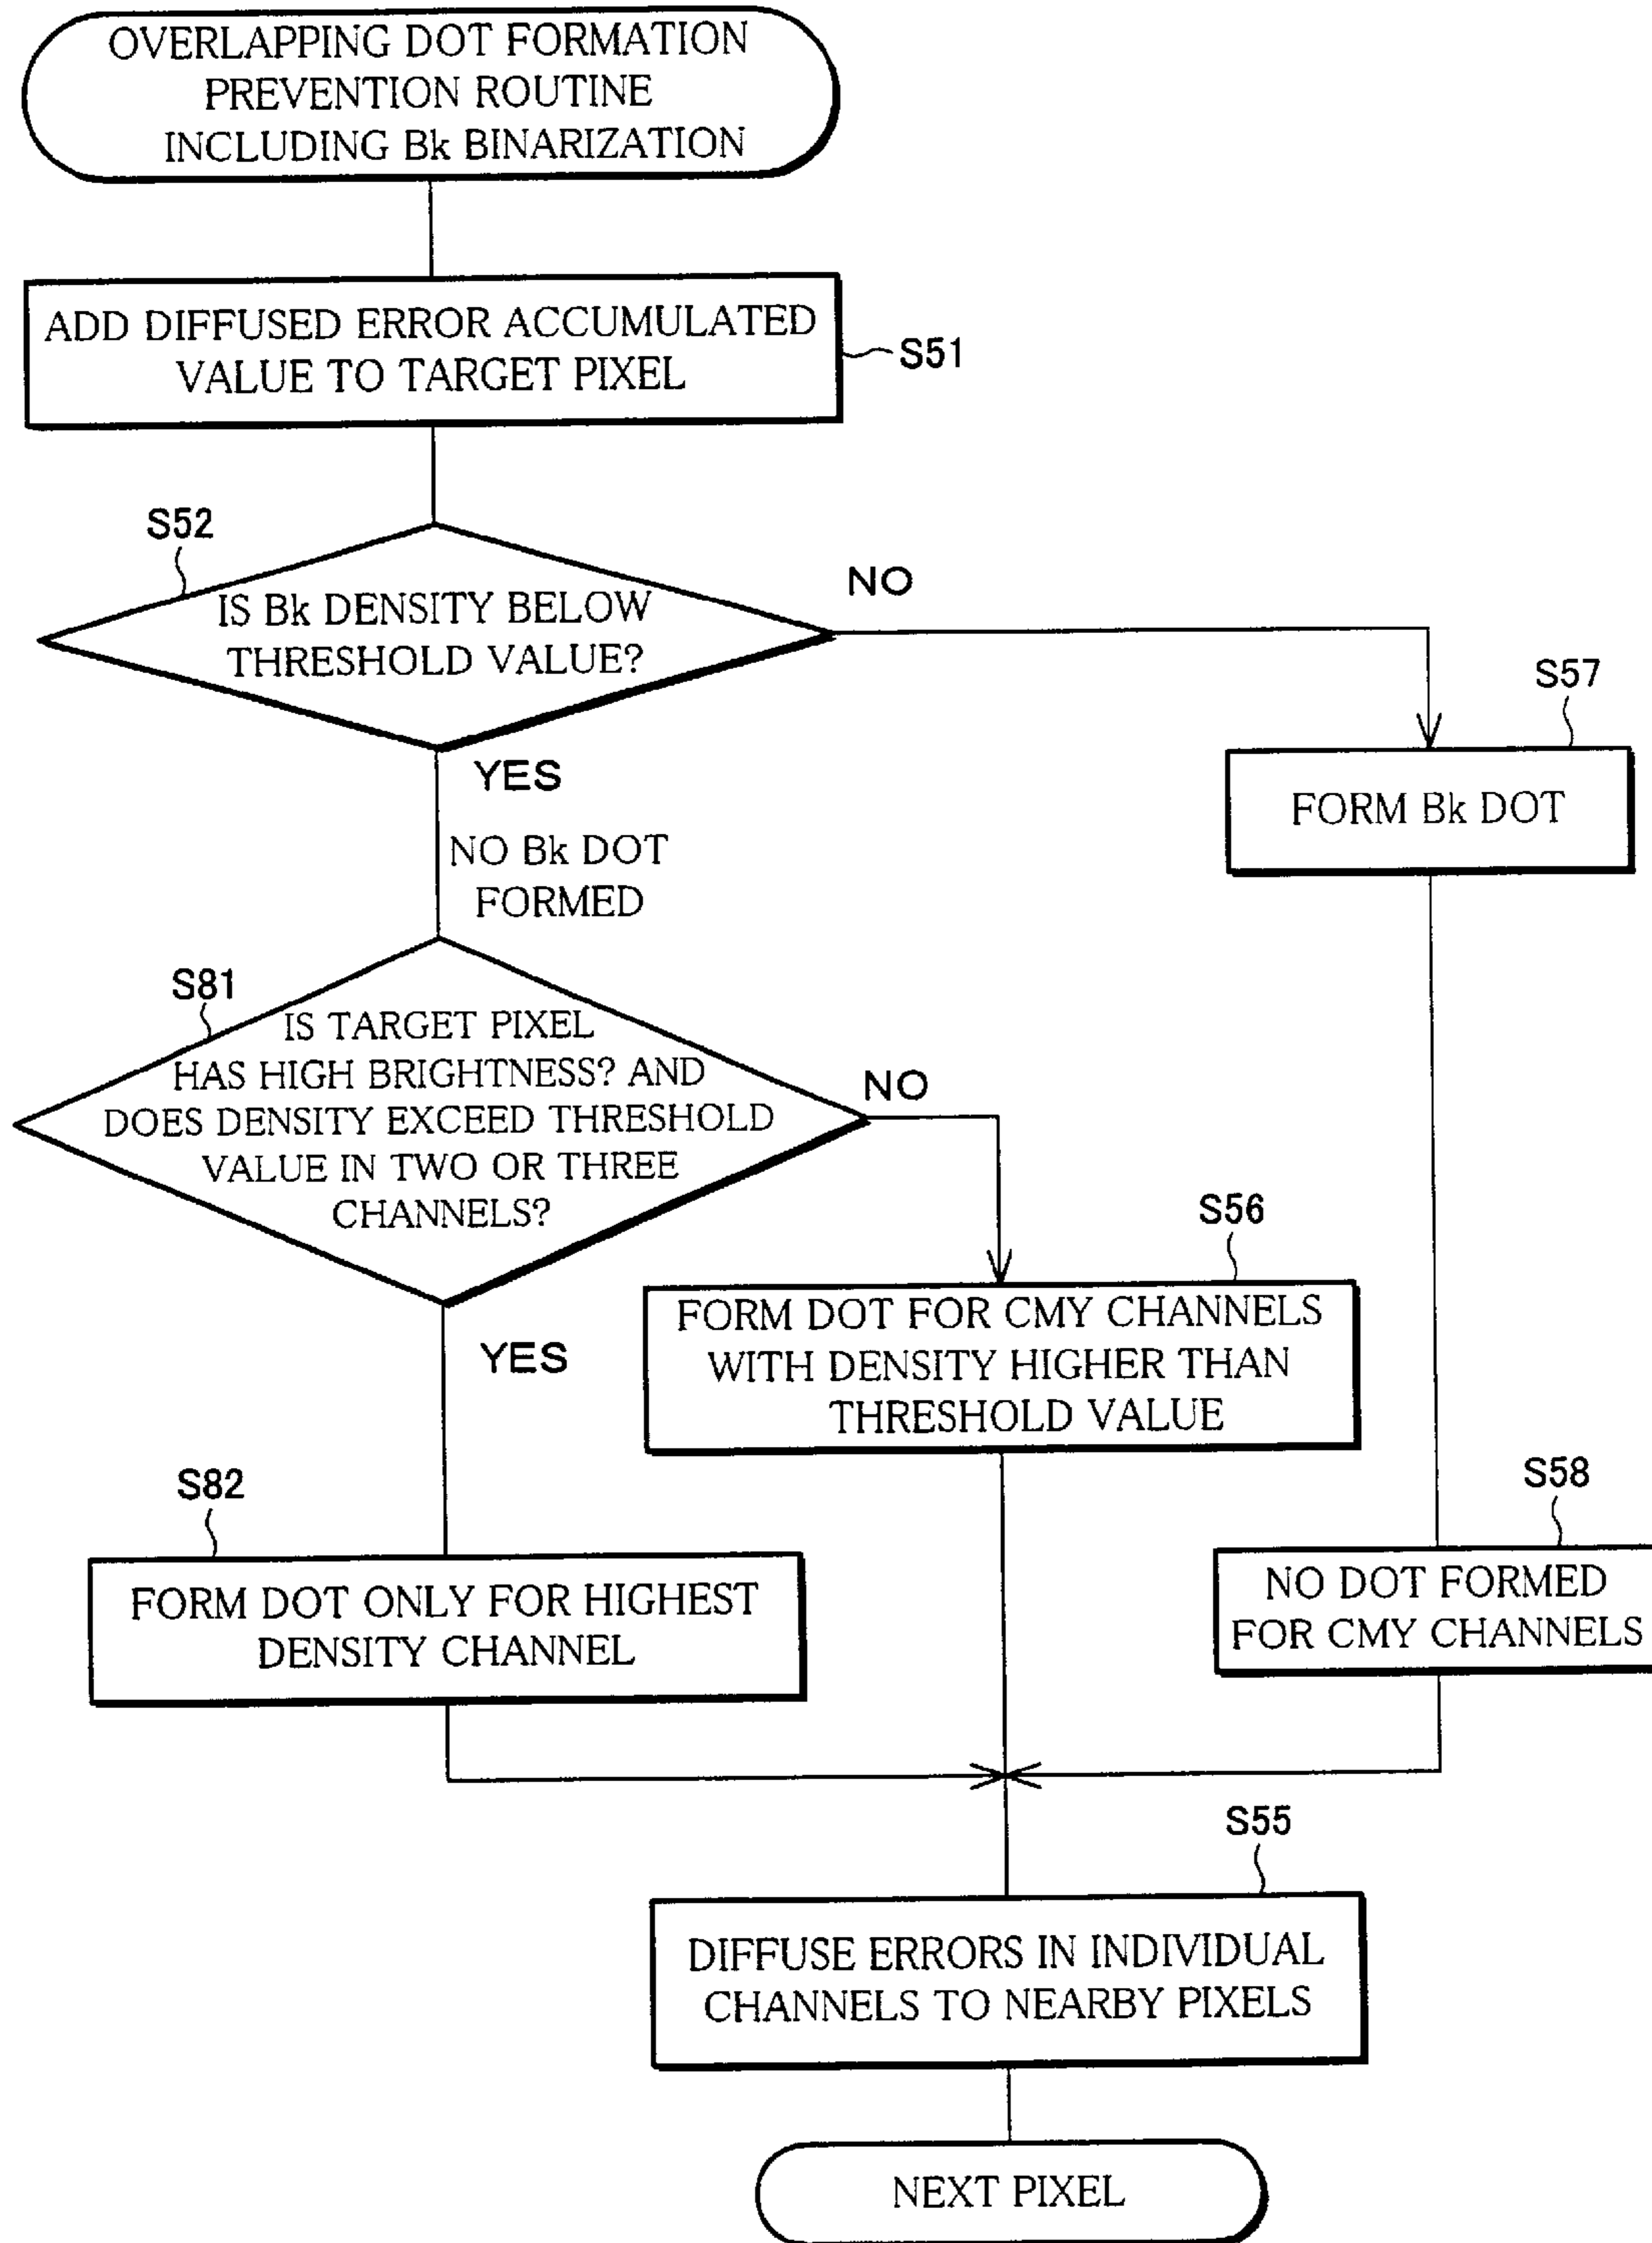 OVERLAPPING DOT FORMATION
PREVENTION ROUTINE
INCLUDING Bk BINARIZATION
ADD DIFFUSED ERROR ACCUMULATED
VALUE TO TARGET PIXEL
S51
S52
IS Bk DENSITY BELOW
THRESHOLD VALUE?
NO
YES
NO Bk DOT
FORMED
S57
FORM Bk DOT
S81
IS TARGET PIXEL
HAS HIGH BRIGHTNESS? AND
DOES DENSITY EXCEED THRESHOLD
VALUE IN TWO OR THREE
CHANNELS?
NO
YES
S56
FORM DOT FOR CMY CHANNELS
WITH DENSITY HIGHER THAN
THRESHOLD VALUE
S82
FORM DOT ONLY FOR HIGHEST
DENSITY CHANNEL
S58
NO DOT FORMED
FOR CMY CHANNELS
S55
DIFFUSE ERRORS IN INDIVIDUAL
CHANNELS TO NEARBY PIXELS
NEXT PIXEL